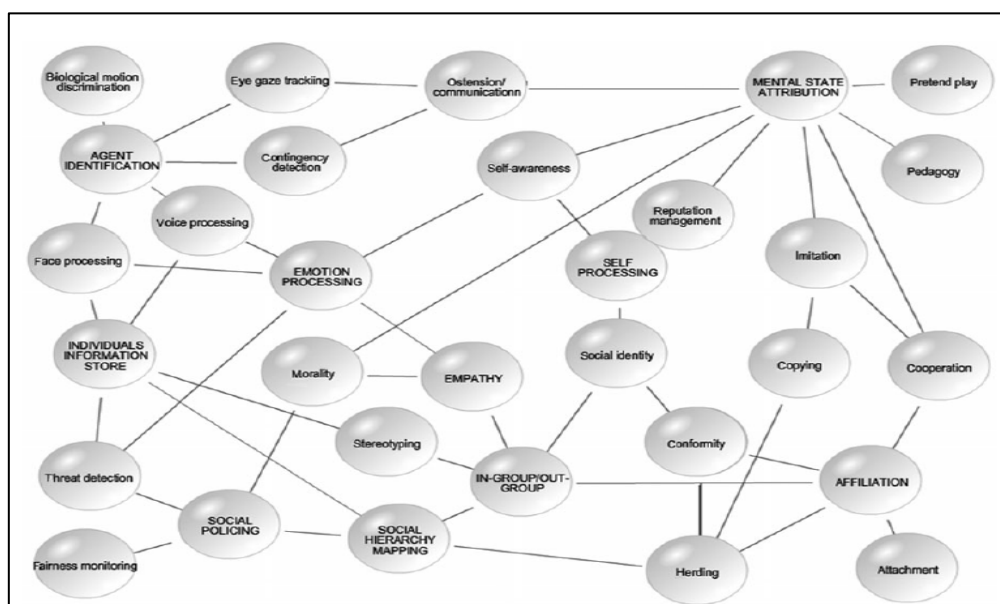 Biological motion
discrimination
Eye gaze trackiing
Ostension/
communicationn
MENTAL STATE
ATTRIBUTION
Pretend play
AGENT
IDENTIFICATION
Contingency
detection
Self-awareness
Pedagogy
Voice processing
Reputation
management
Face processing
EMOTION
PROCESSING
SELF
PROCESSING
Imitation
INDIVIDUALS
INFORMATION
STORE
Morality
EMPATHY
Social identity
Copying
Cooperation
Stereotyping
Conformity
Threat detection
IN-GROUP/OUT-
GROUP
AFFILIATION
SOCIAL
POLICING
SOCIAL
HIERARCHY
MAPPING
Fairness monitoring
Herding
Attachment